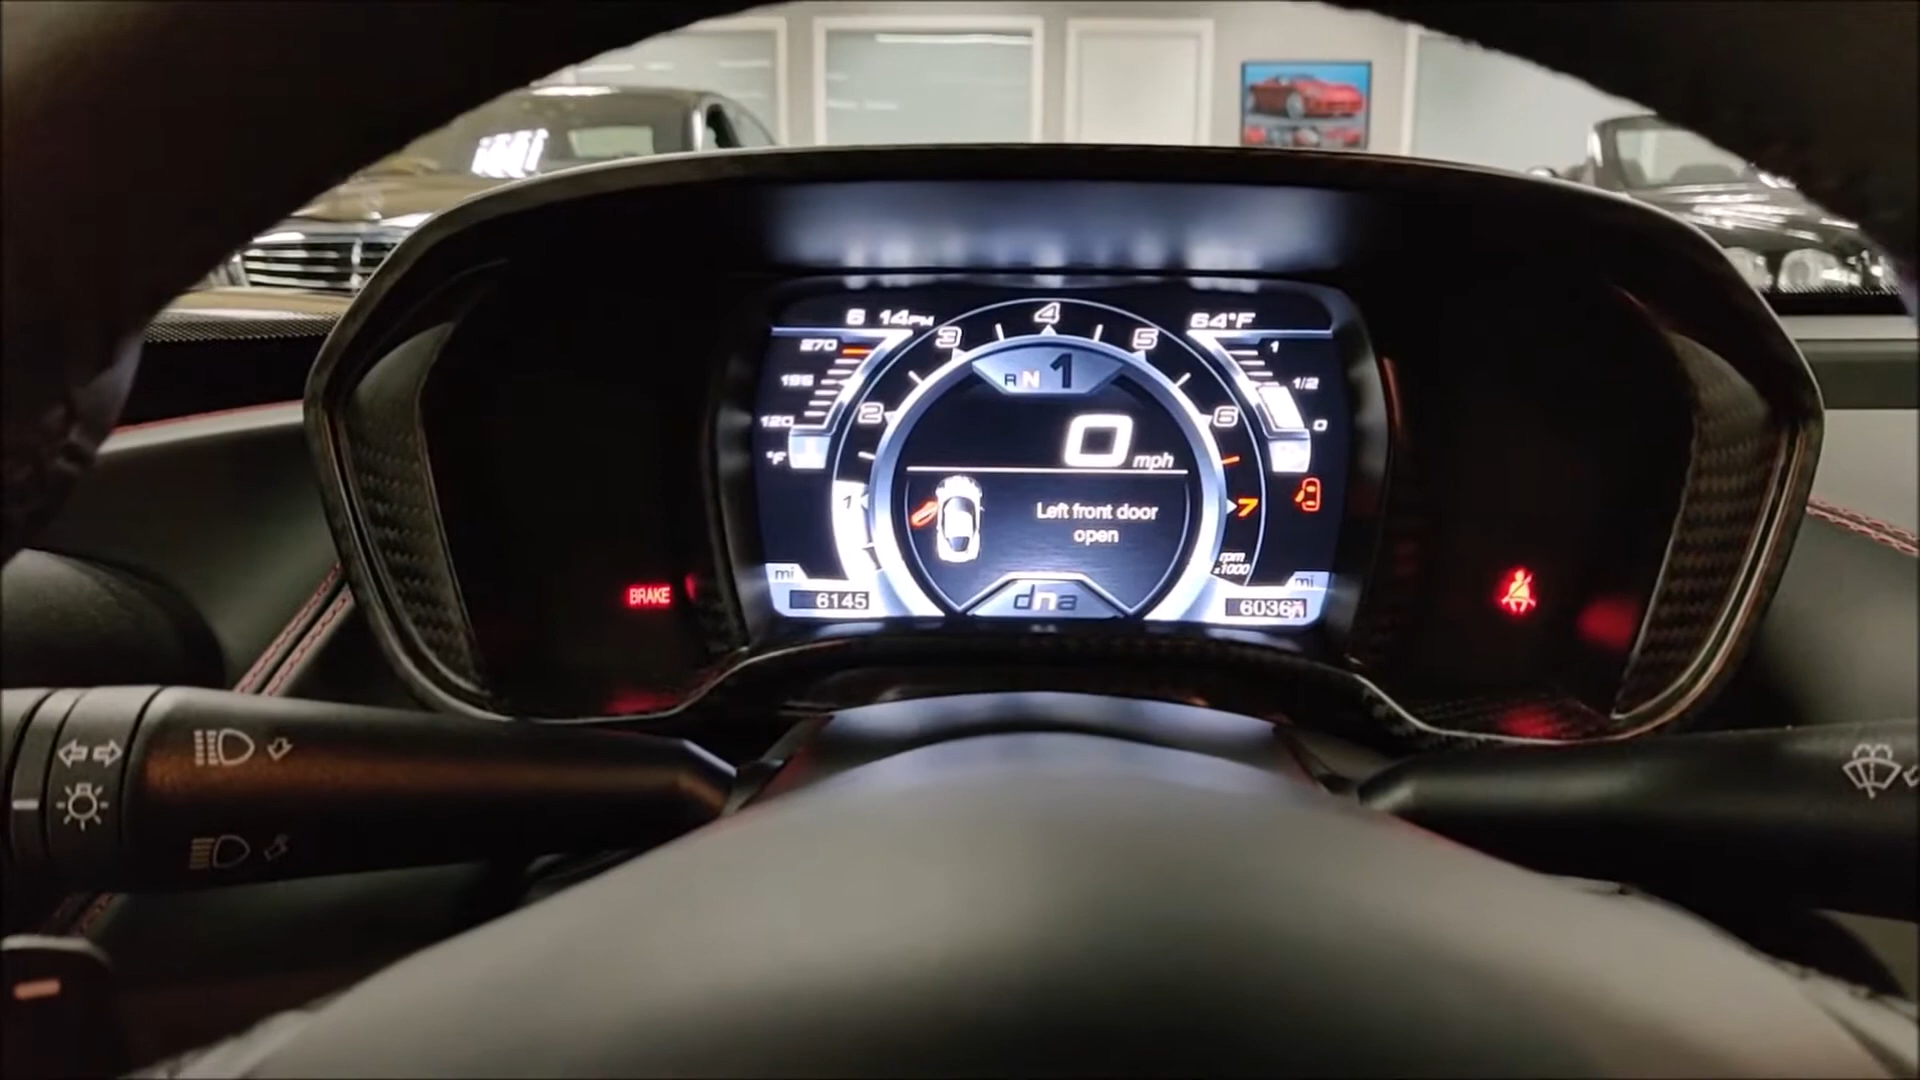 6 14PM
64°F
270
195
120
°F
1
1/2
0
1
2
3
4
5
6
7
rpm
x1000
R N 1
0 mph
Left front door
open
BRAKE
mi
6145
mi
dna